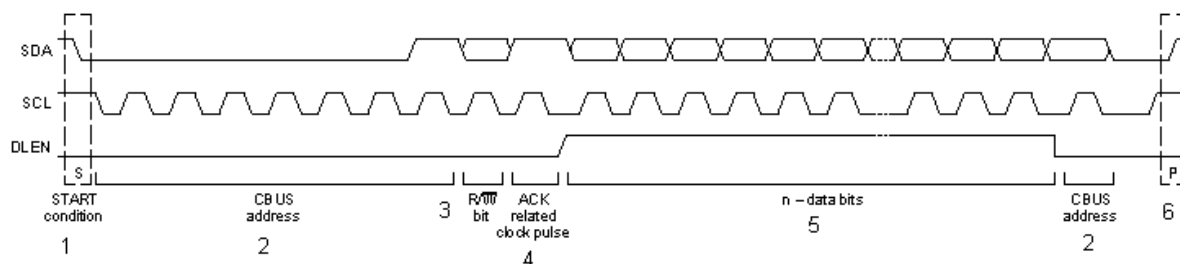 SDA
SCL
DLEN
S
P
START
condition
1
CBUS
address
2
3
R/W
bit
ACK
related
clock pulse
4
n – data bits
5
CBUS
address
2
6